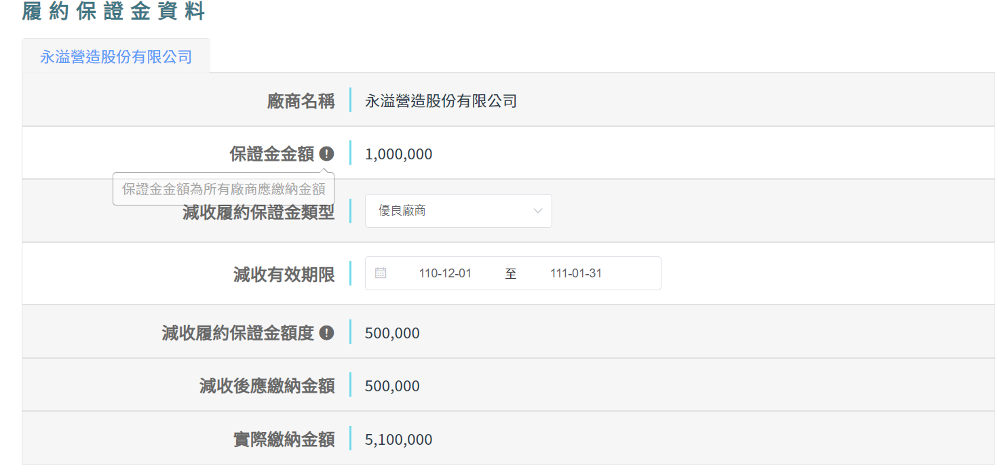 履約保證金資料
永溢營造股份有限公司
廠商名稱 永溢營造股份有限公司
保證金金額 ! 1,000,000
保證金金額為所有廠商應繳納金額
減收履約保證金類型 優良廠商
減收有效期限 110-12-01 至 111-01-31
減收履約保證金額度 ! 500,000
減收後應繳納金額 500,000
實際繳納金額 5,100,000